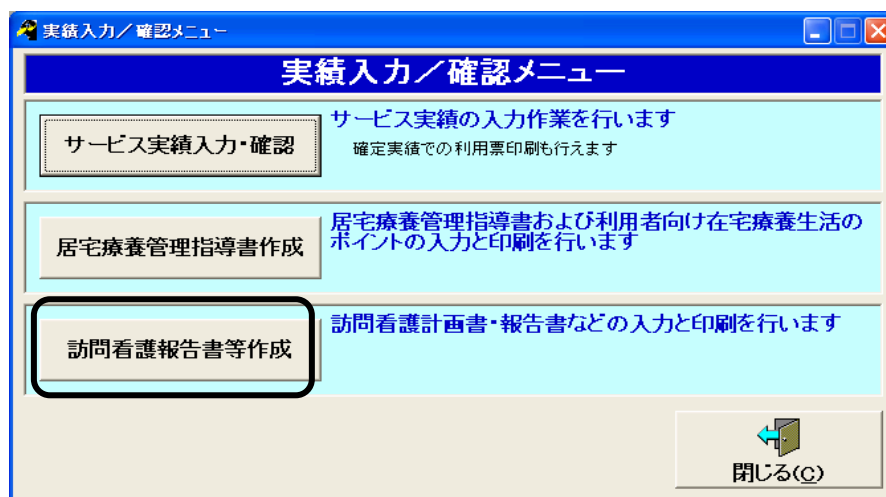 実績入力／確認メニュー
実績入力／確認メニュー
サービス実績入力・確認
サービス実績の入力作業を行います
確定実績での利用票印刷も行えます
居宅療養管理指導書作成
居宅療養管理指導書および利用者向け在宅療養生活の
ポイントの入力と印刷を行います
訪問看護報告書等作成
訪問看護計画書・報告書などの入力と印刷を行います
閉じる(C)